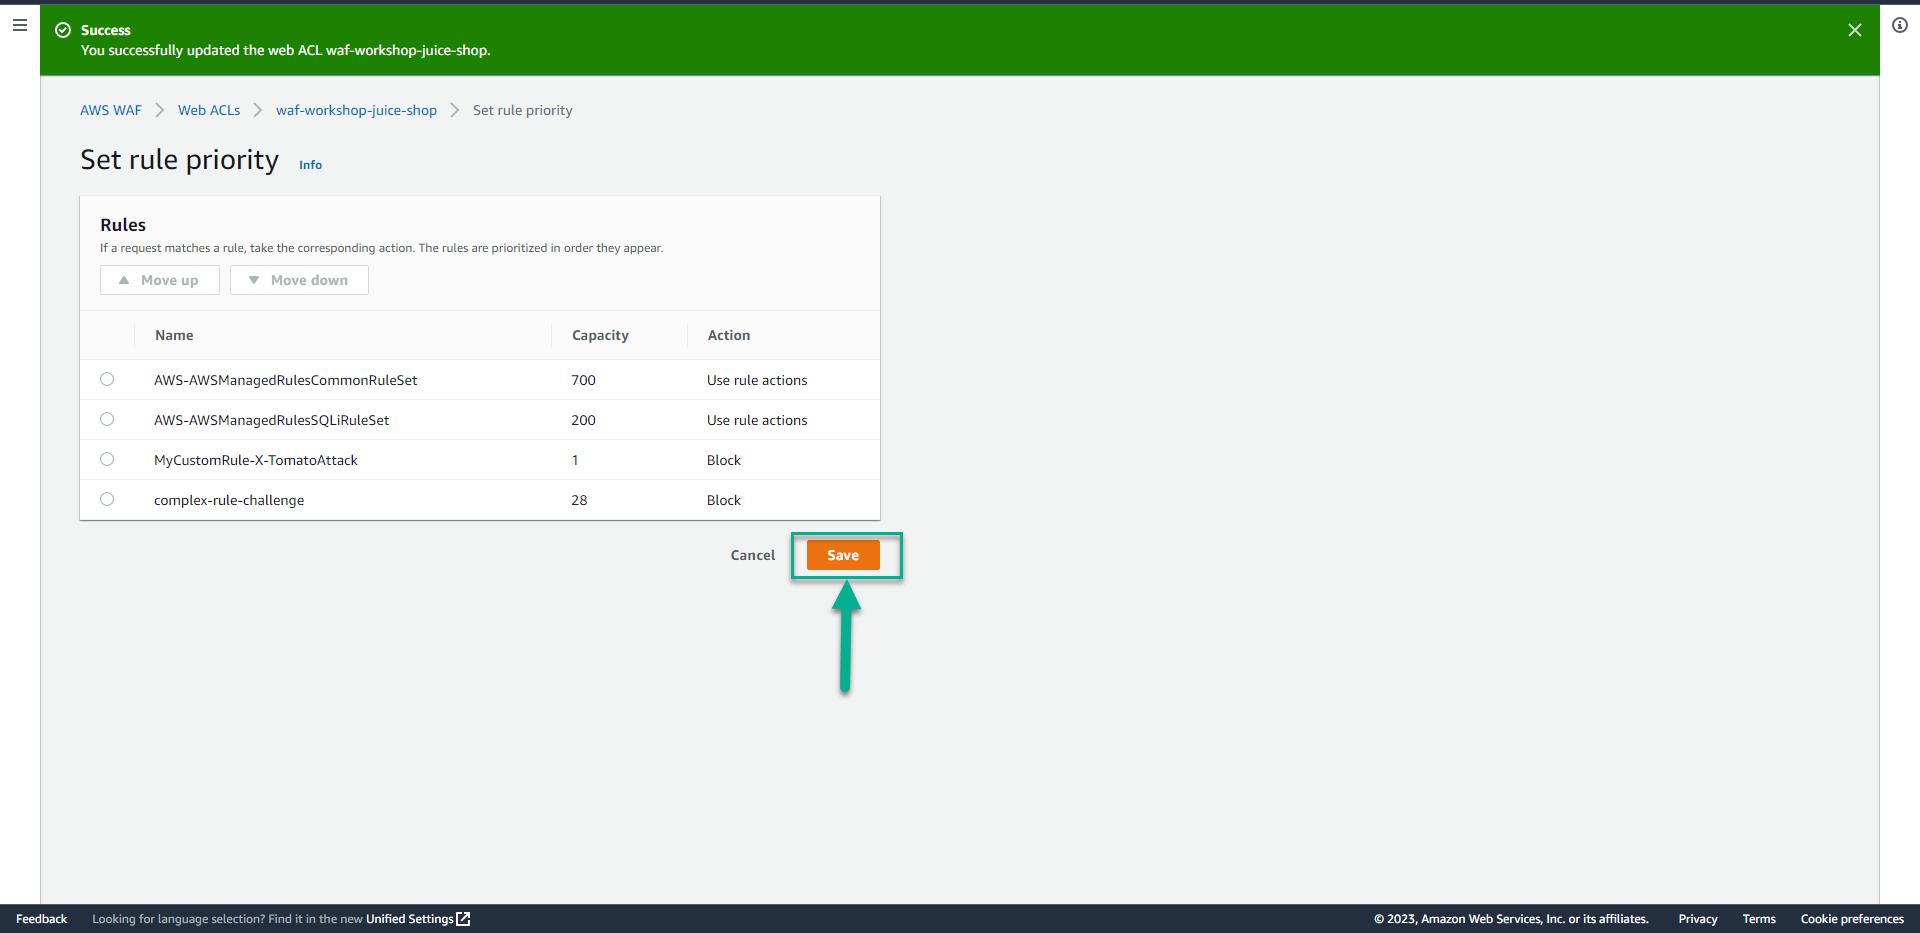 Success
You successfully updated the web ACL waf-workshop-juice-shop.
AWS WAF Web ACLs waf-workshop-juice-shop Set rule priority
Set rule priority Info
Rules
If a request matches a rule, take the corresponding action. The rules are prioritized in order they appear.
Move up Move down
Name Capacity Action
AWS-AWSManagedRulesCommonRuleSet 700 Use rule actions
AWS-AWSManagedRulesSQLiRuleSet 200 Use rule actions
MyCustomRule-X-TomatoAttack 1 Block
complex-rule-challenge 28 Block
Cancel Save
Feedback Looking for language selection? Find it in the new Unified Settings © 2023, Amazon Web Services, Inc. or its affiliates. Privacy Terms Cookie preferences